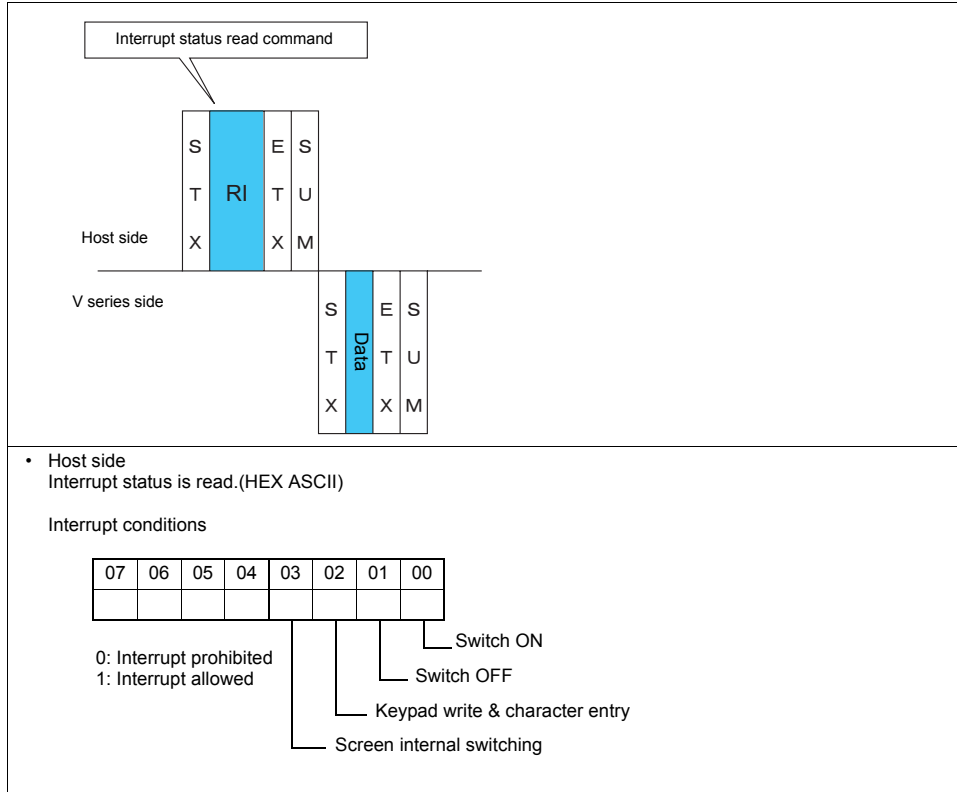 Interrupt status read command
S
T
X
RI
E
T
X
S
U
M
Host side
V series side
S
T
X
Data
E
T
X
S
U
M
• Host side
Interrupt status is read.(HEX ASCII)
Interrupt conditions
07 06 05 04 03 02 01 00
0: Interrupt prohibited
1: Interrupt allowed
Switch ON
Switch OFF
Keypad write & character entry
Screen internal switching